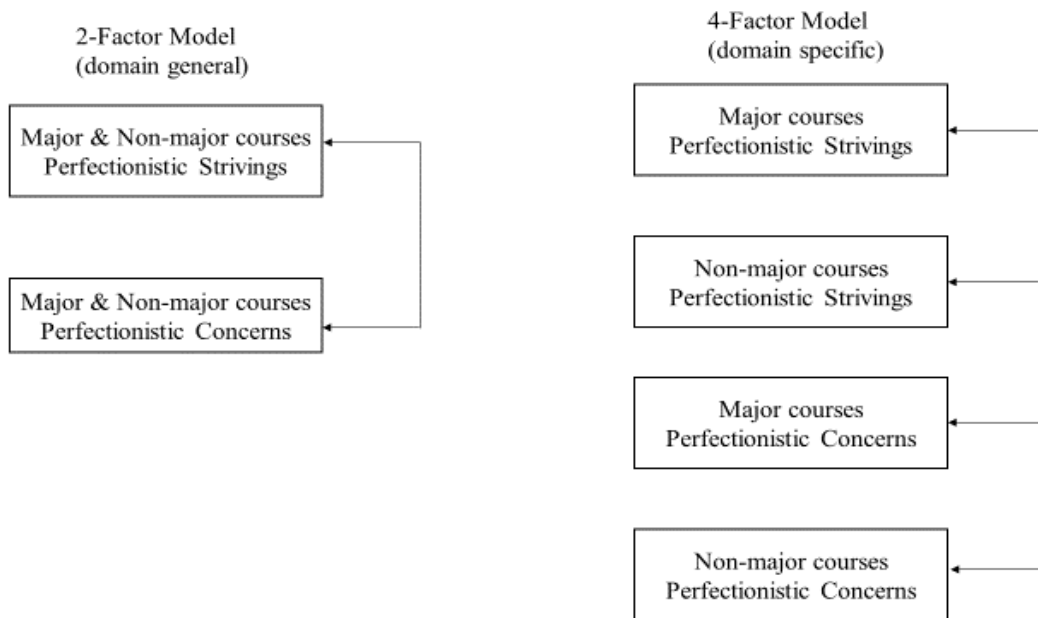 2-Factor Model
(domain general)
Major & Non-major courses
Perfectionistic Strivings
Major & Non-major courses
Perfectionistic Concerns
4-Factor Model
(domain specific)
Major courses
Perfectionistic Strivings
Non-major courses
Perfectionistic Strivings
Major courses
Perfectionistic Concerns
Non-major courses
Perfectionistic Concerns